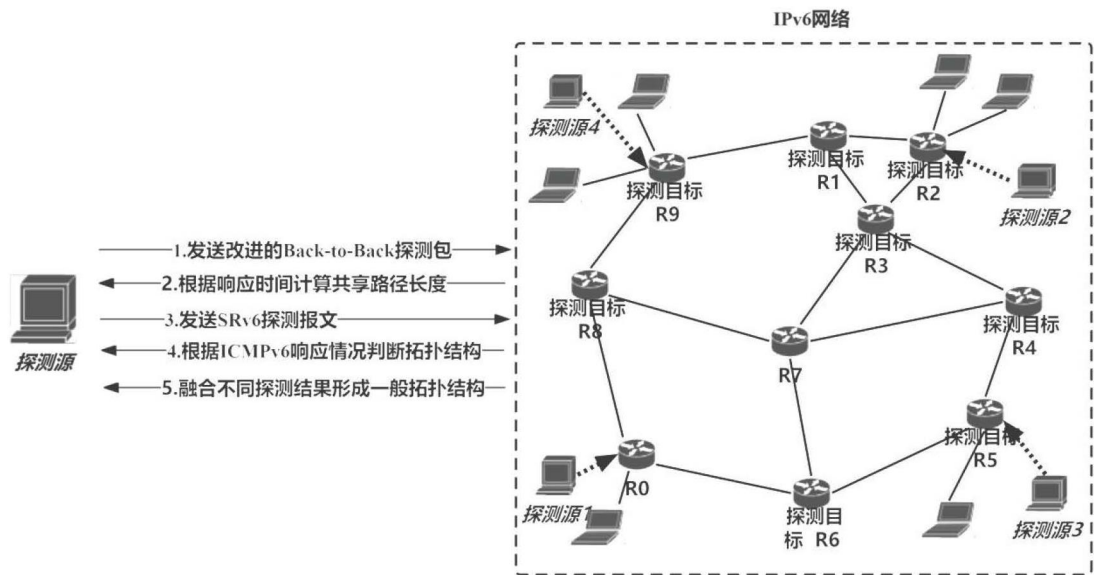 IPv6网络
探测源4
探测目标
R1
探测目标
R2
探测目标
R9
探测源2
探测目标
R3
1.发送改进的Back-to-Back探测包
2.根据响应时间计算共享路径长度
3.发送SRv6探测报文
4.根据ICMPv6响应情况判断拓扑结构
5.融合不同探测结果形成一般拓扑结构
探测源
探测目标
R8
探测目标
R4
R7
探测目标
R5
R0
探测源1
探测目
标 R6
探测源3